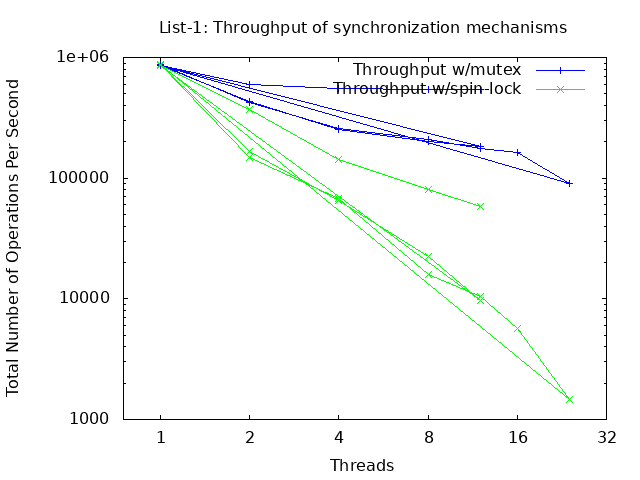 List-1: Throughput of synchronization mechanisms
Total Number of Operations Per Second
1e+06
100000
10000
1000
Throughput w/mutex
Throughput w/spin-lock
1 2 4 8 16 32
Threads